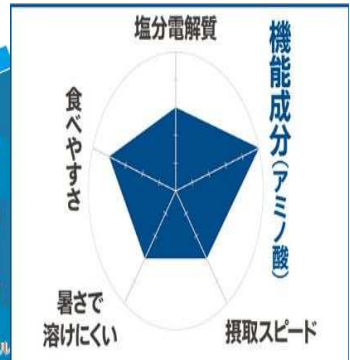 塩分電解質
機能成分(アミノ酸)
食べやすさ
暑さで
溶けにくい
摂取スピード
ル